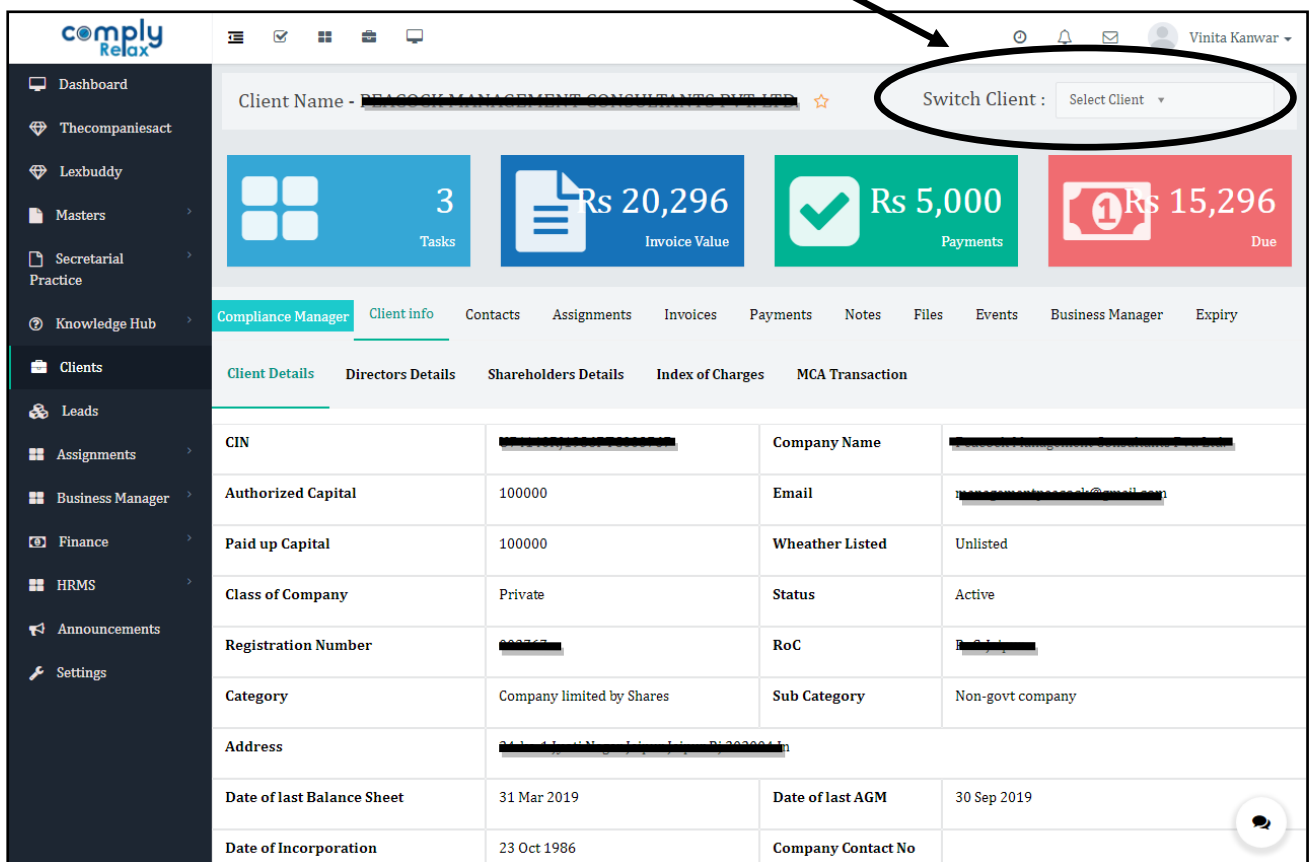 comply Relax
Vinita Kanwar
Dashboard
Thecompaniesact
Lexbuddy
Masters
Secretarial
Practice
Knowledge Hub
Clients
Leads
Assignments
Business Manager
Finance
HRMS
Announcements
Settings
Client Name -
Switch Client : Select Client
3
Tasks
Rs 20,296
Invoice Value
Rs 5,000
Payments
Rs 15,296
Due
Compliance Manager Client info Contacts Assignments Invoices Payments Notes Files Events Business Manager Expiry
Client Details Directors Details Shareholders Details Index of Charges MCA Transaction
CIN Company Name
Authorized Capital 100000 Email
Paid up Capital 100000 Wheather Listed Unlisted
Class of Company Private Status Active
Registration Number RoC
Category Company limited by Shares Sub Category Non-govt company
Address
Date of last Balance Sheet 31 Mar 2019 Date of last AGM 30 Sep 2019
Date of Incorporation 23 Oct 1986 Company Contact No